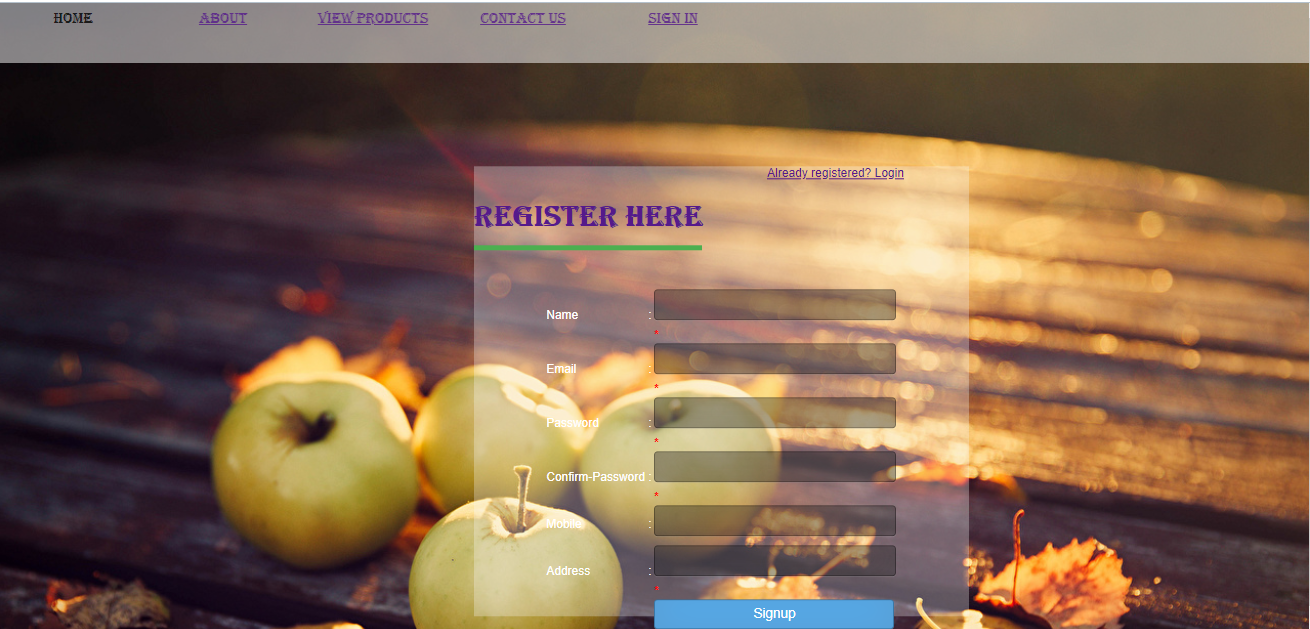 HOME ABOUT VIEW PRODUCTS CONTACT US SIGN IN
Already registered? Login
REGISTER HERE
Name :
*
Email :
*
Password :
*
Confirm-Password :
*
Mobile :
Address :
*
Signup